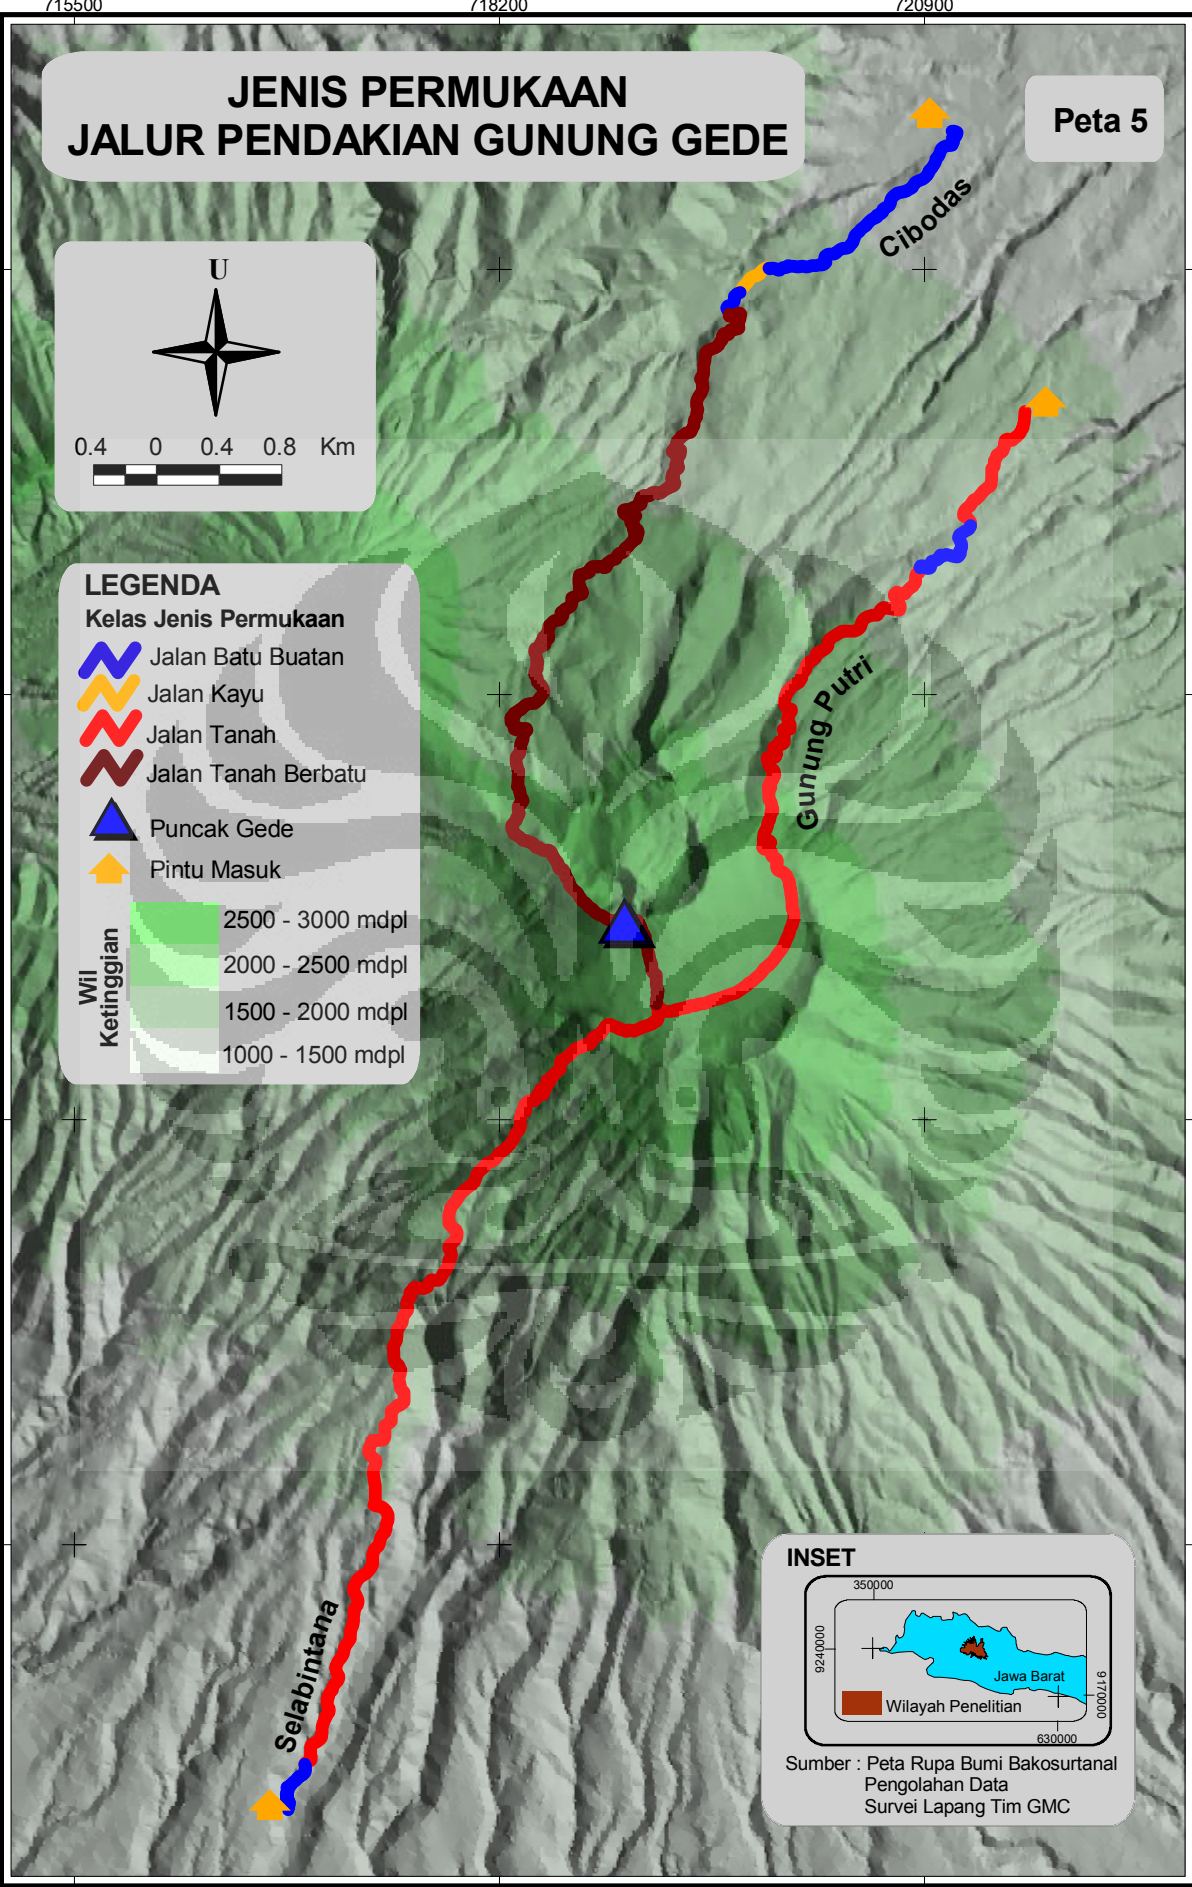 715500
718200
720900
JENIS PERMUKAAN
JALUR PENDAKIAN GUNUNG GEDE
Peta 5
Cibodas
U
0.4 0 0.4 0.8 Km
LEGENDA
Kelas Jenis Permukaan
Jalan Batu Buatan
Jalan Kayu
Jalan Tanah
Jalan Tanah Berbatu
Puncak Gede
Pintu Masuk
Wil
Ketinggian
2500 - 3000 mdpl
2000 - 2500 mdpl
1500 - 2000 mdpl
1000 - 1500 mdpl
Gunung Putri
Selabintana
INSET
350000
9240000
Jawa Barat
9170000
Wilayah Penelitian
630000
Sumber : Peta Rupa Bumi Bakosurtanal
Pengolahan Data
Survei Lapang Tim GMC